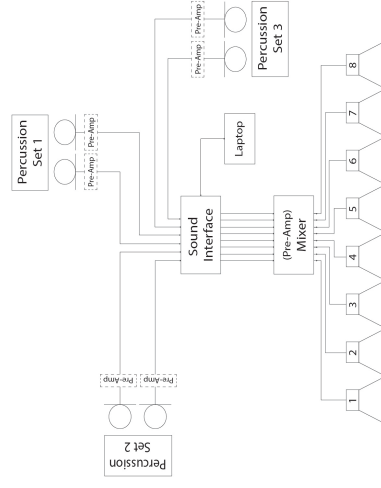 Percussion
Set 1
Pre-Amp
Pre-Amp
Percussion
Set 2
Pre-Amp
Pre-Amp
Percussion
Set 3
Pre-Amp
Pre-Amp
Sound
Interface
Laptop
(Pre-Amp)
Mixer
1
2
3
4
5
6
7
8